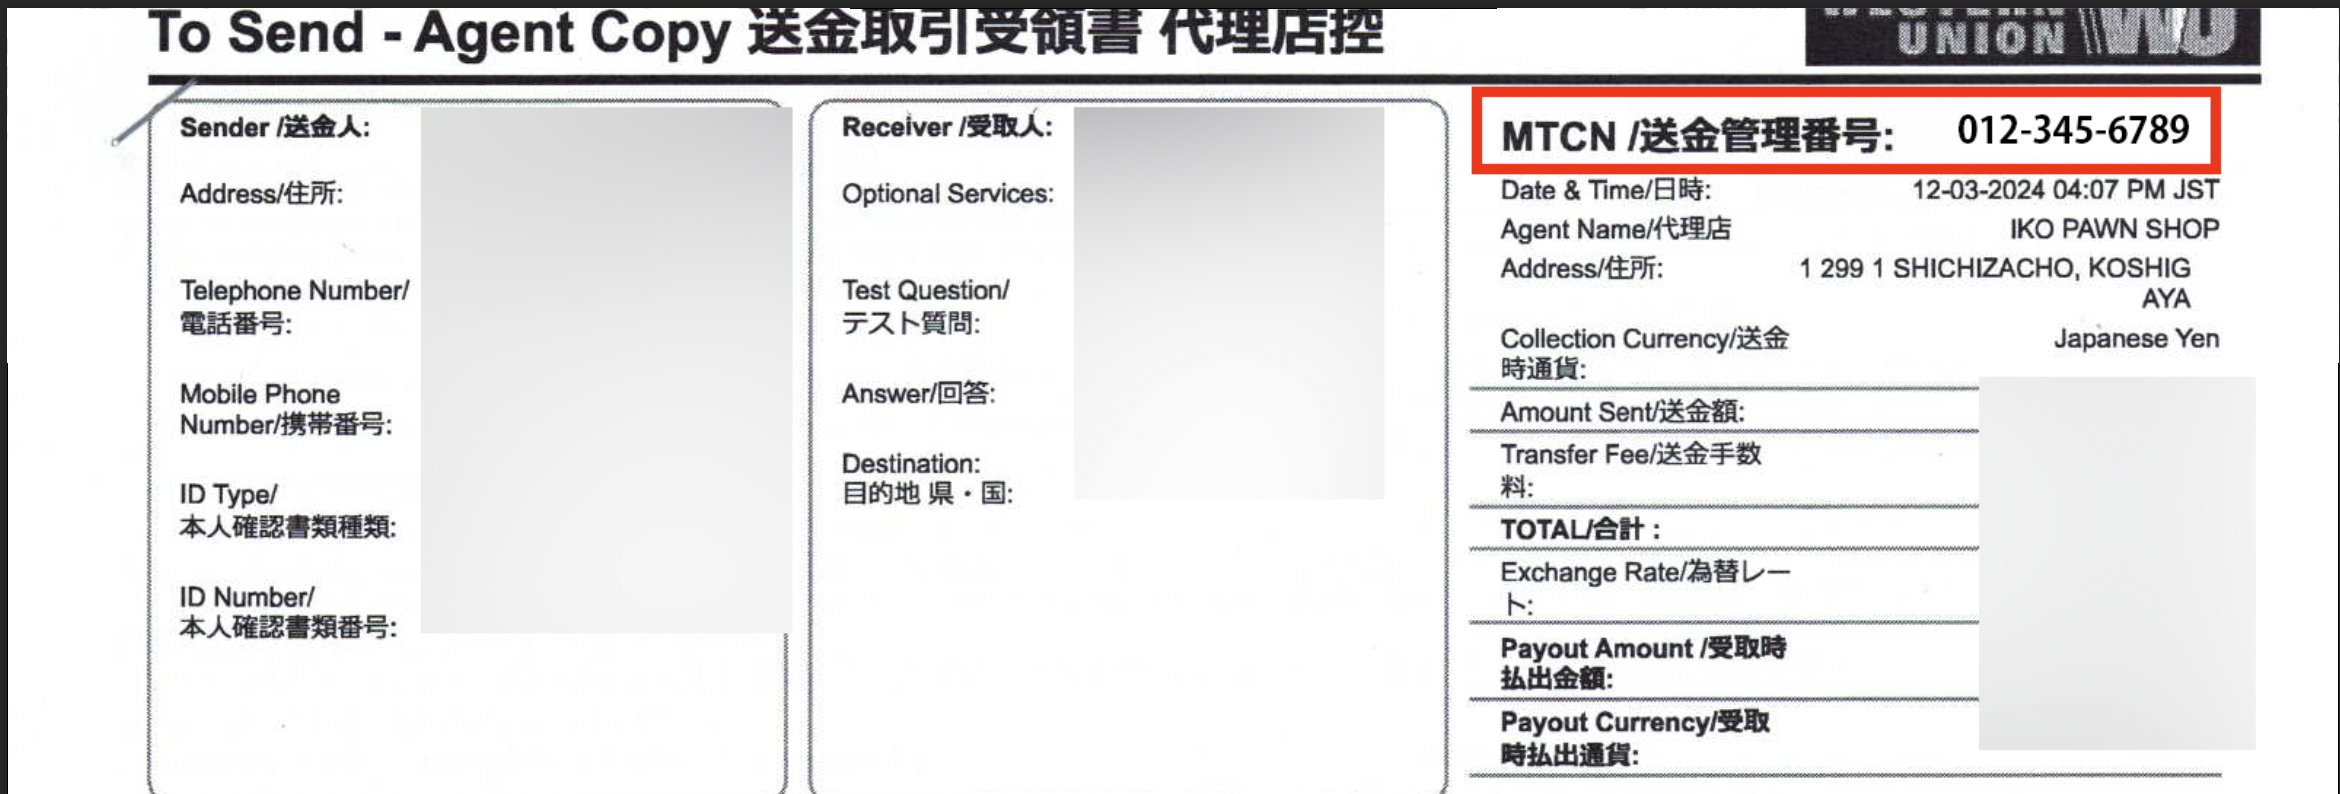 To Send - Agent Copy 送金取引受領書 代理店控
WESTERN
UNION WU
Sender /送金人:
Address/住所:
Telephone Number/
電話番号:
Mobile Phone
Number/携帯番号:
ID Type/
本人確認書類種類:
ID Number/
本人確認書類番号:
Receiver /受取人:
Optional Services:
Test Question/
テスト質問:
Answer/回答:
Destination:
目的地 県・国:
MTCN /送金管理番号: 012-345-6789
Date & Time/日時: 12-03-2024 04:07 PM JST
Agent Name/代理店 IKO PAWN SHOP
Address/住所: 1 299 1 SHICHIZACHO, KOSHIG
AYA
Collection Currency/送金 Japanese Yen
時通貨:
Amount Sent/送金額:
Transfer Fee/送金手数
料:
TOTAL/合計 :
Exchange Rate/為替レー
ト:
Payout Amount /受取時
払出金額:
Payout Currency/受取
時払出通貨: